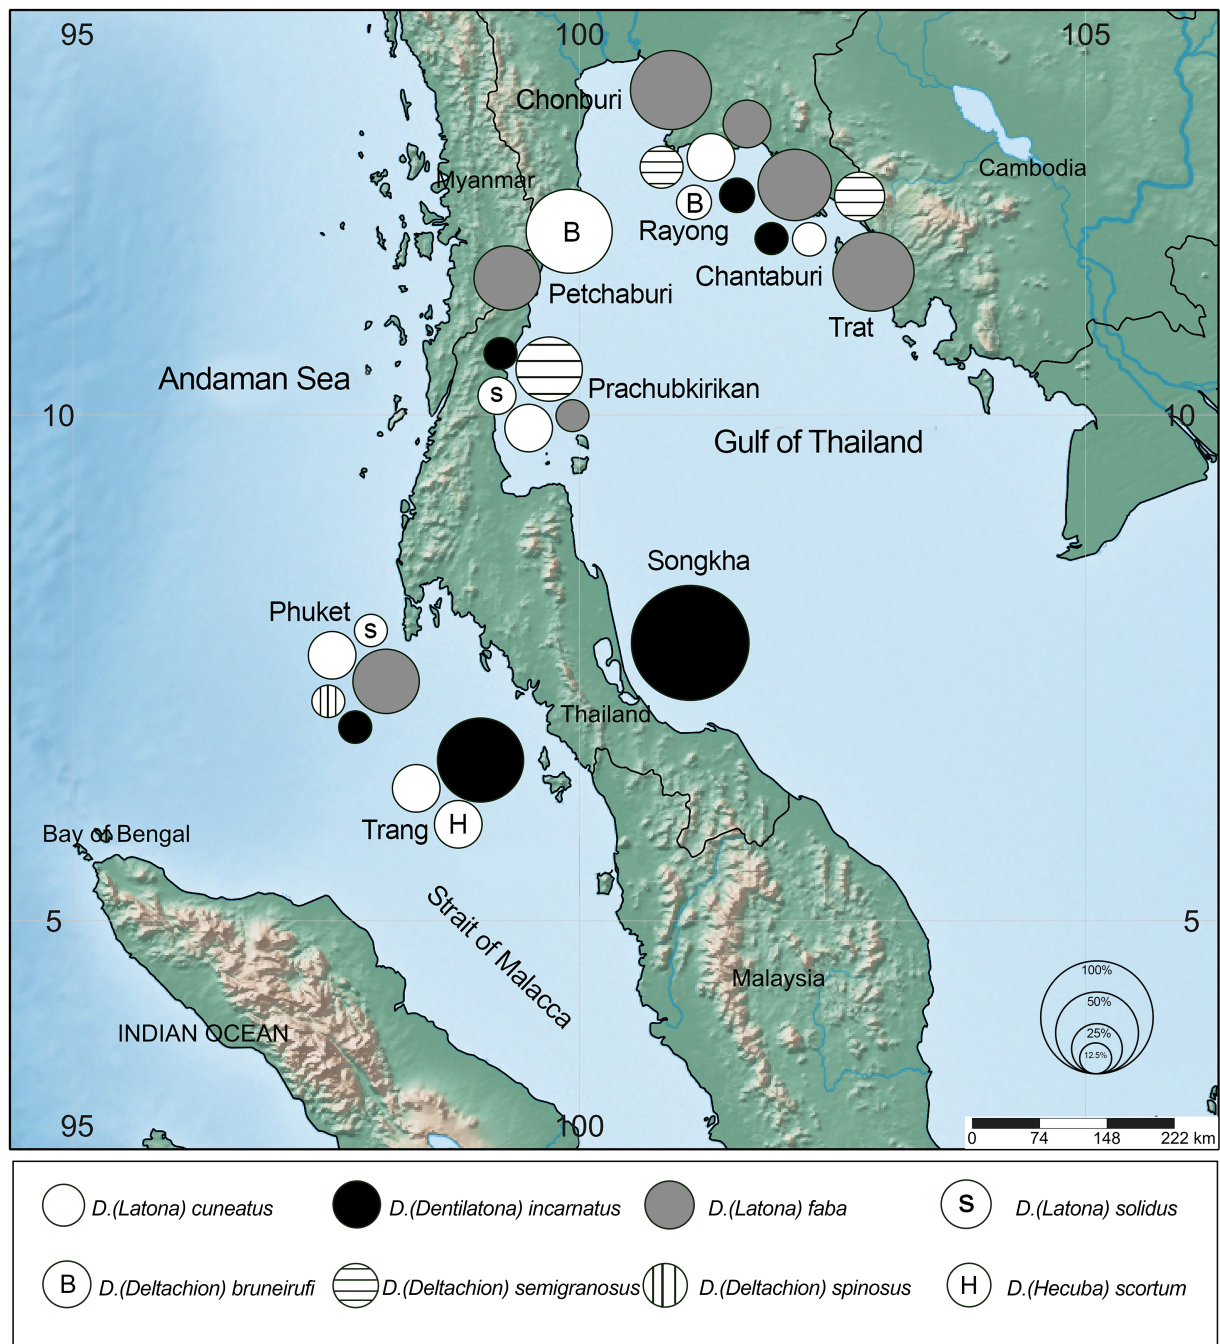 95
100
105
Chonburi
Cambodia
Myanmar
B
Rayong
B
Chantaburi
Petchaburi
Trat
Andaman Sea
Prachubkirikan
S
10
10
Gulf of Thailand
Songkha
Phuket
S
Thailand
Trang
H
Bay of Bengal
5
5
Strait of Malacca
Malaysia
100%
50%
25%
12.5%
INDIAN OCEAN
95
100
0 74 148 222 km
D.(Latona) cuneatus
D.(Dentilatona) incarnatus
D.(Latona) faba
S D.(Latona) solidus
B D.(Deltachion) bruneirufi
D.(Deltachion) semigranosus
D.(Deltachion) spinosus
H D.(Hecuba) scortum